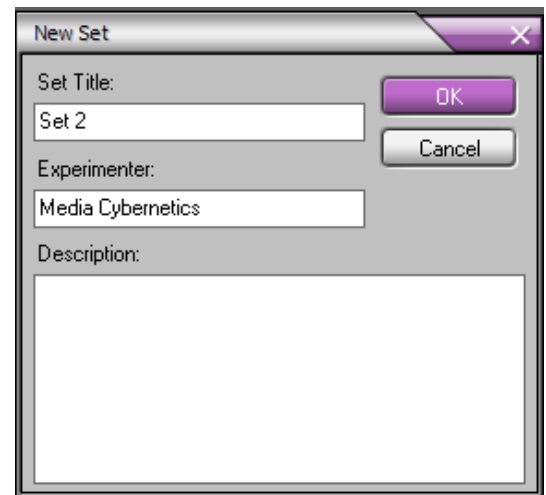 New Set
Set Title:
OK
Set 2
Cancel
Experimenter:
Media Cybernetics
Description: